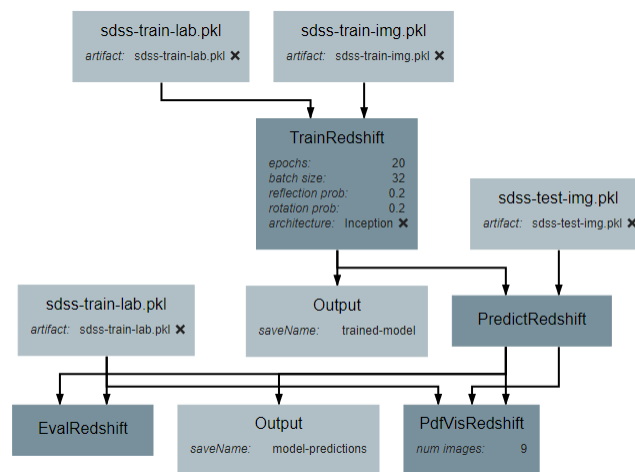 sdss-train-lab.pkl
artifact: sdss-train-lab.pkl ✖
sdss-train-img.pkl
artifact: sdss-train-img.pkl ✖
TrainRedshift
epochs: 20
batch size: 32
reflection prob: 0.2
rotation prob: 0.2
architecture: Inception ✖
sdss-test-img.pkl
artifact: sdss-test-img.pkl ✖
sdss-train-lab.pkl
artifact: sdss-train-lab.pkl ✖
Output
saveName: trained-model
PredictRedshift
EvalRedshift
Output
saveName: model-predictions
PdfVisRedshift
num images: 9